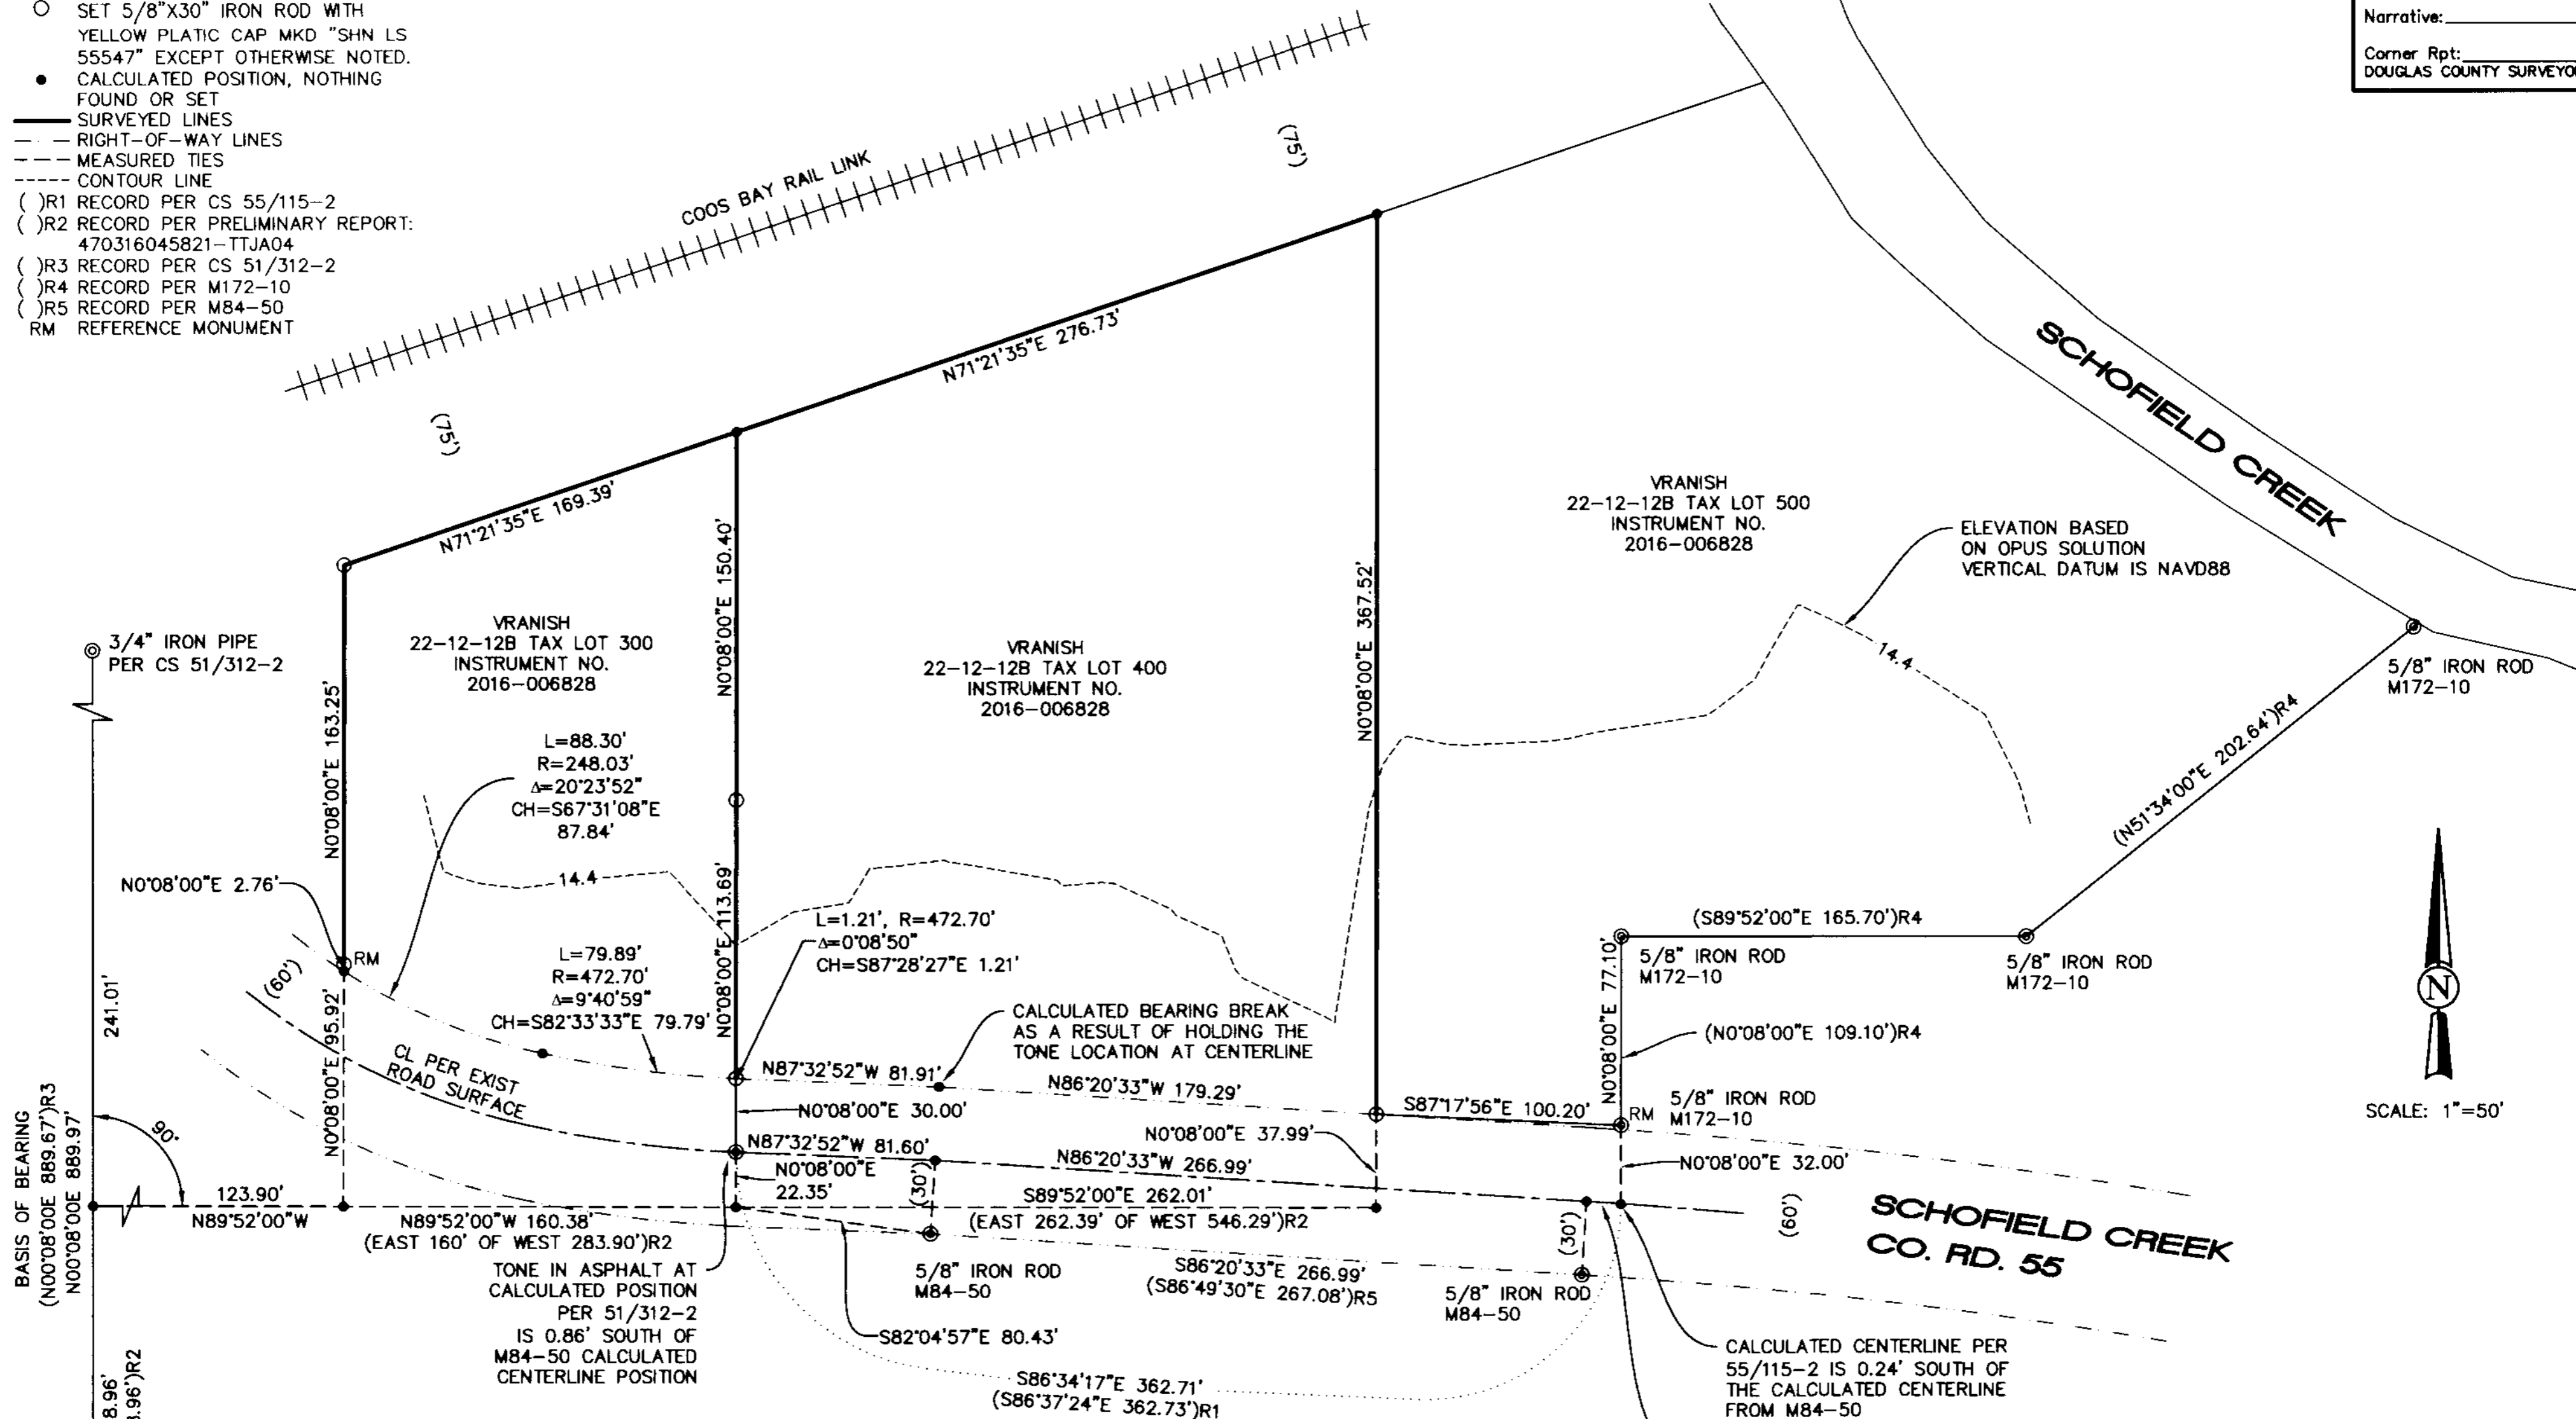 SET 5/8"X30" IRON ROD WITH
YELLOW PLATIC CAP MKD "SHN LS
55547" EXCEPT OTHERWISE NOTED.
CALCULATED POSITION, NOTHING
FOUND OR SET
SURVEYED LINES
RIGHT-OF-WAY LINES
MEASURED TIES
CONTOUR LINE
( )R1 RECORD PER CS 55/115-2
( )R2 RECORD PER PRELIMINARY REPORT:
470316045821-TTJA04
( )R3 RECORD PER CS 51/312-2
( )R4 RECORD PER M172-10
( )R5 RECORD PER M84-50
RM REFERENCE MONUMENT
Narrative:
Corner Rpt:
DOUGLAS COUNTY SURVEYO
COOS BAY RAIL LINK
(75')
(75')
N71°21'35"E 276.73'
N71°21'35"E 169.39'
SCHOFIELD CREEK
VRANISH
22-12-12B TAX LOT 500
INSTRUMENT NO.
2016-006828
ELEVATION BASED
ON OPUS SOLUTION
VERTICAL DATUM IS NAVD88
14.4
3/4" IRON PIPE
PER CS 51/312-2
VRANISH
22-12-12B TAX LOT 300
INSTRUMENT NO.
2016-006828
VRANISH
22-12-12B TAX LOT 400
INSTRUMENT NO.
2016-006828
N0°08'00"E 150.40'
N0°08'00"E 367.52'
N0°08'00"E 163.25'
5/8" IRON ROD
M172-10
(N51°34'00"E 202.64')R4
L=88.30'
R=248.03'
Δ=20°23'52"
CH=S67°31'08"E
87.84'
N0°08'00"E 2.76'
14.4
RM
(60')
L=79.89'
R=472.70'
Δ=9°40'59"
CH=S82°33'33"E 79.79'
N0°08'00"E 113.69'
L=1.21', R=472.70'
Δ=0°08'50"
CH=S87°28'27"E 1.21'
CALCULATED BEARING BREAK
AS A RESULT OF HOLDING THE
TONE LOCATION AT CENTERLINE
(S89°52'00"E 165.70')R4
5/8" IRON ROD
M172-10
5/8" IRON ROD
M172-10
N0°08'00"E 77.10'
(N0°08'00"E 109.10')R4
5/8" IRON ROD
M172-10
RM
N
SCALE: 1"=50'
241.01'
N0°08'00"E 95.92'
CL PER EXIST
ROAD SURFACE
N87°32'52"W 81.91'
N86°20'33"W 179.29'
S87°17'56"E 100.20'
N0°08'00"E 30.00'
N0°08'00"E 37.99'
N87°32'52"W 81.60'
N86°20'33"W 266.99'
N0°08'00"E 32.00'
N0°08'00"E
22.35'
(30')
BASIS OF BEARING
(N00°08'00E 889.67')R3
N00°08'00E 889.97'
90°
123.90'
N89°52'00"W
N89°52'00"W 160.38'
(EAST 160' OF WEST 283.90')R2
S89°52'00"E 262.01'
(EAST 262.39' OF WEST 546.29')R2
(30')
(60')
SCHOFIELD CREEK
CO. RD. 55
TONE IN ASPHALT AT
CALCULATED POSITION
PER 51/312-2
IS 0.86' SOUTH OF
M84-50 CALCULATED
CENTERLINE POSITION
5/8" IRON ROD
M84-50
S86°20'33"E 266.99'
(S86°49'30"E 267.08')R5
5/8" IRON ROD
M84-50
S82°04'57"E 80.43'
S86°34'17"E 362.71'
(S86°37'24"E 362.73')R1
CALCULATED CENTERLINE PER
55/115-2 IS 0.24' SOUTH OF
THE CALCULATED CENTERLINE
FROM M84-50
8.96'
.96')R2